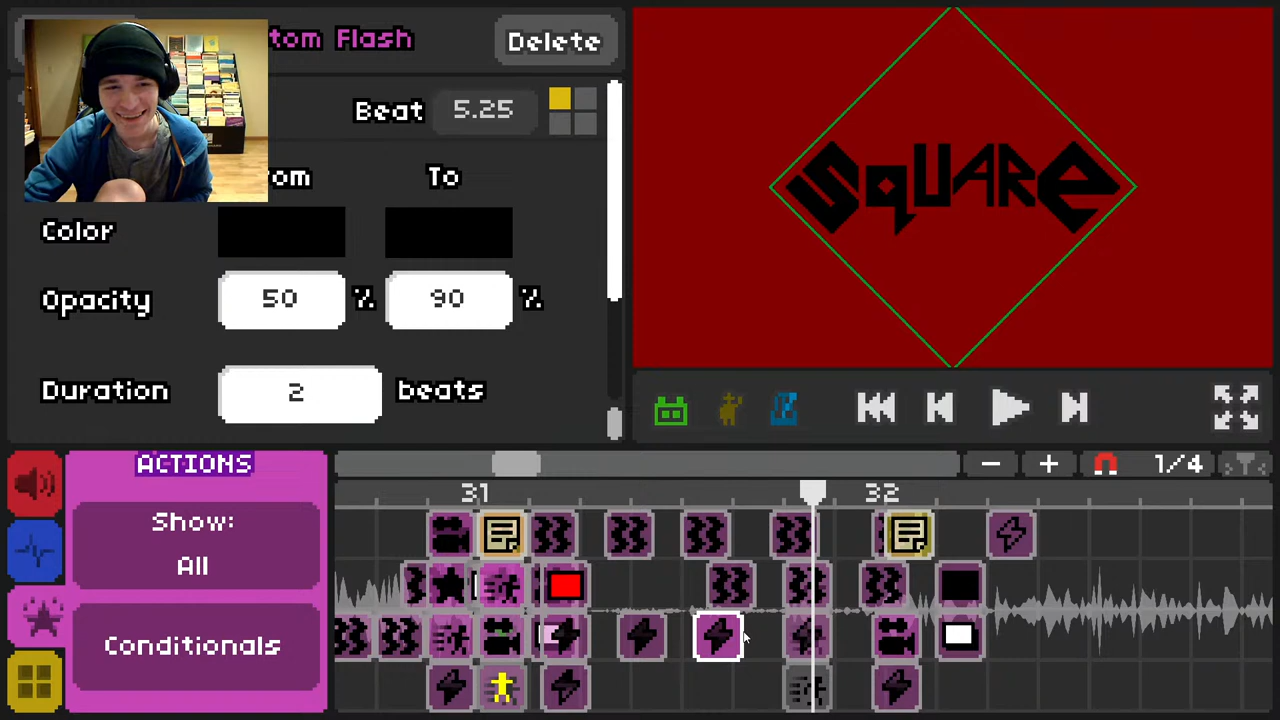 tom Flash
Delete
Beat 5.25
om To
Color
Opacity 50 % 90 %
Duration 2 beats
SQUARE
ACTIONS
Show:
All
Conditionals
- + 1/4
31 32